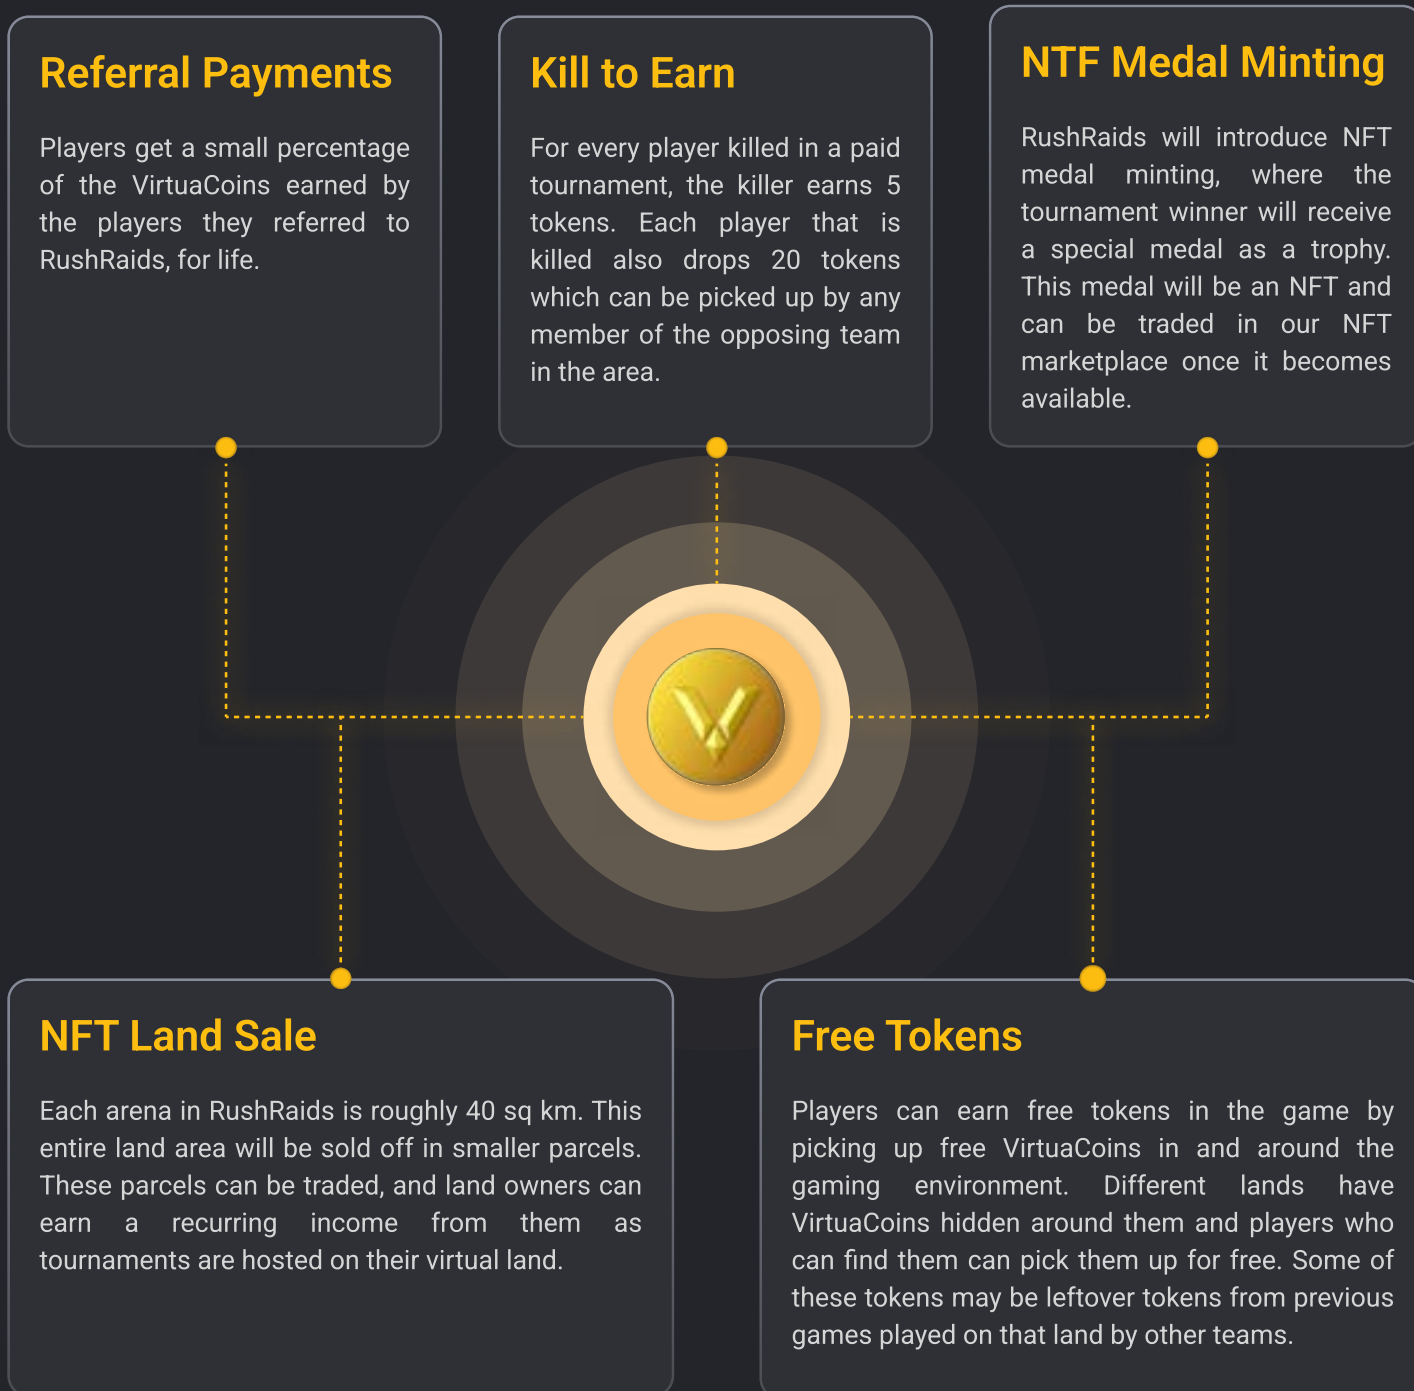 Referral Payments
Players get a small percentage
of the VirtuaCoins earned by
the players they referred to
RushRaids, for life.
Kill to Earn
For every player killed in a paid
tournament, the killer earns 5
tokens. Each player that is
killed also drops 20 tokens
which can be picked up by any
member of the opposing team
in the area.
NTF Medal Minting
RushRaids will introduce NFT
medal minting, where the
tournament winner will receive
a special medal as a trophy.
This medal will be an NFT and
can be traded in our NFT
marketplace once it becomes
available.
NFT Land Sale
Each arena in RushRaids is roughly 40 sq km. This
entire land area will be sold off in smaller parcels.
These parcels can be traded, and land owners can
earn a recurring income from them as
tournaments are hosted on their virtual land.
Free Tokens
Players can earn free tokens in the game by
picking up free VirtuaCoins in and around the
gaming environment. Different lands have
VirtuaCoins hidden around them and players who
can find them can pick them up for free. Some of
these tokens may be leftover tokens from previous
games played on that land by other teams.